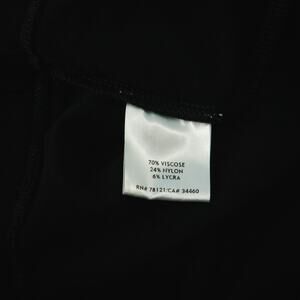 70% VISCOSE
24% NYLON
6% LYCRA
RN# 78121/CA# 34460